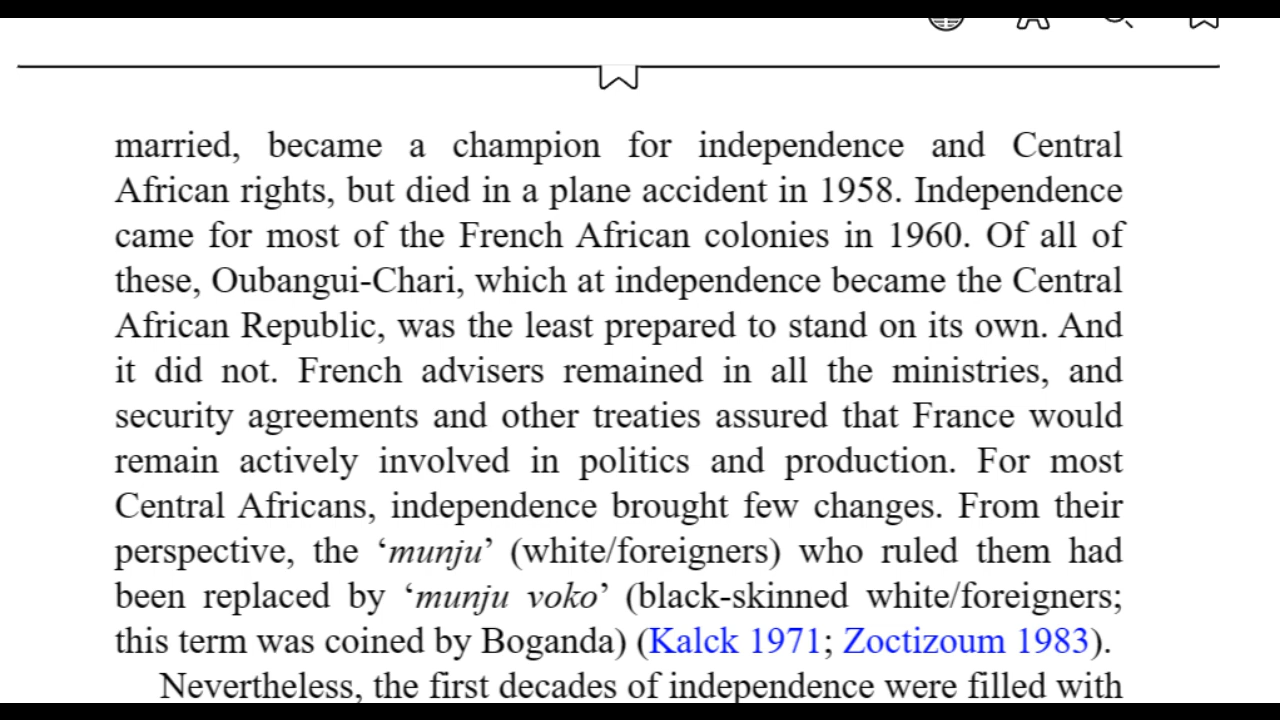 married, became a champion for independence and Central
African rights, but died in a plane accident in 1958. Independence
came for most of the French African colonies in 1960. Of all of
these, Oubangui-Chari, which at independence became the Central
African Republic, was the least prepared to stand on its own. And
it did not. French advisers remained in all the ministries, and
security agreements and other treaties assured that France would
remain actively involved in politics and production. For most
Central Africans, independence brought few changes. From their
perspective, the ‘munju’ (white/foreigners) who ruled them had
been replaced by ‘munju voko’ (black-skinned white/foreigners;
this term was coined by Boganda) (Kalck 1971; Zoctizoum 1983).
Nevertheless, the first decades of independence were filled with